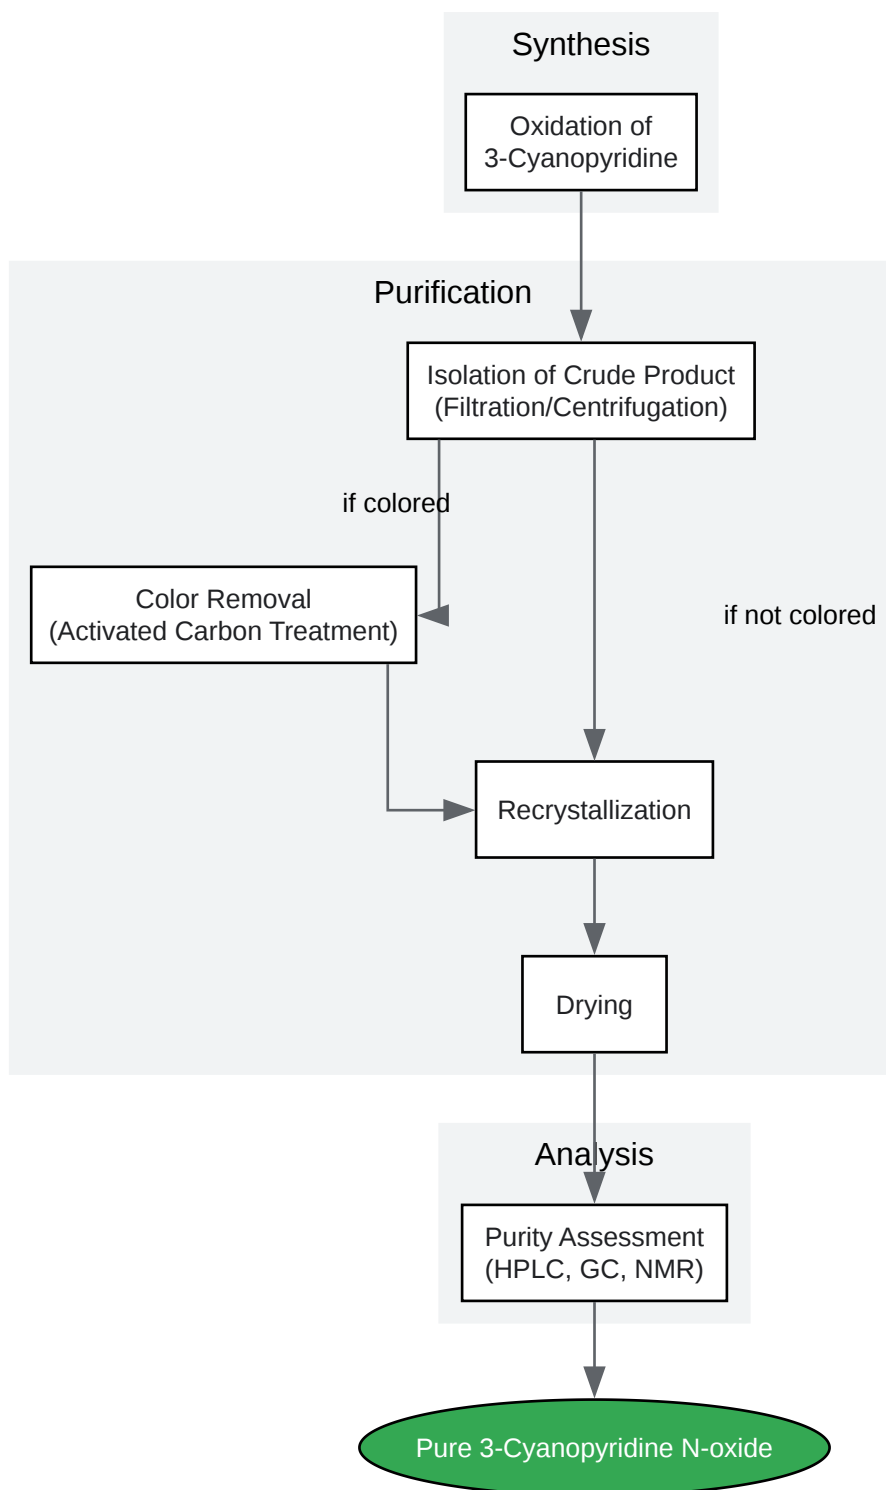 Synthesis
Oxidation of
3-Cyanopyridine
Purification
Isolation of Crude Product
(Filtration/Centrifugation)
if colored
Color Removal
(Activated Carbon Treatment)
if not colored
Recrystallization
Drying
Analysis
Purity Assessment
(HPLC, GC, NMR)
Pure 3-Cyanopyridine N-oxide